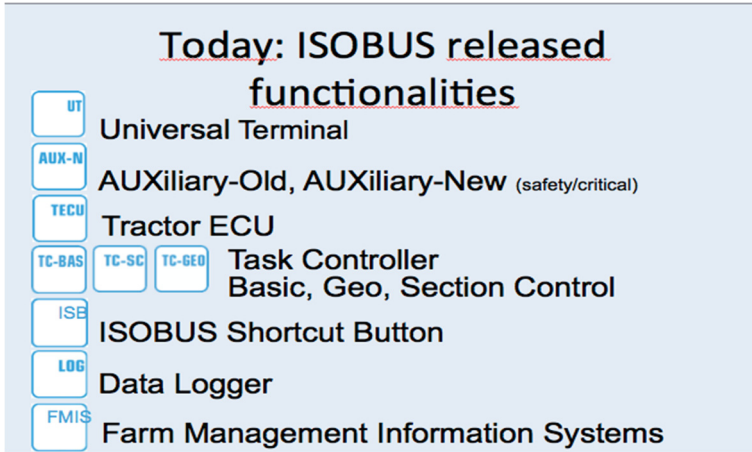 Today: ISOBUS released
functionalities
UT
Universal Terminal
AUX-N
AUXiliary-Old, AUXiliary-New (safety/critical)
TECU
Tractor ECU
TC-BAS TC-SC TC-GEO Task Controller
Basic, Geo, Section Control
ISB
ISOBUS Shortcut Button
LOG
Data Logger
FMIS
Farm Management Information Systems